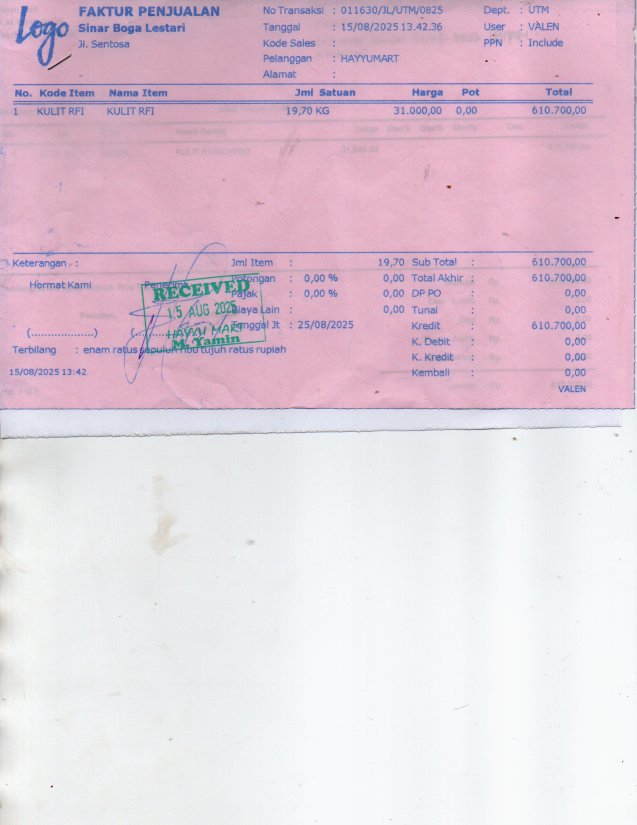 Logo
FAKTUR PENJUALAN
Sinar Boga Lestari
Jl. Sentosa
No Transaksi : 011630/JL/UTM/0825
Tanggal : 15/08/2025 13.42.36
Kode Sales :
Pelanggan : HAYYUMART
Alamat :
Dept. : UTM
User : VALEN
PPN : Include
No. Kode Item Nama Item Jml Satuan Harga Pot Total
1 KULIT RFI KULIT RFI 19,70 KG 31.000,00 0,00 610.700,00
Keterangan :
Hormat Kami Penerima
(..................) (..
Jml Item : 19,70
Potongan : 0,00 % 0,00
Pajak : 0,00 % 0,00
Biaya Lain : 0,00
Tanggal Jt : 25/08/2025
Sub Total : 610.700,00
Total Akhir : 610.700,00
DP PO : 0,00
Tunai : 0,00
Kredit : 610.700,00
K. Debit : 0,00
K. Kredit : 0,00
Kembali : 0,00
RECEIVED
15 AUG 2025
M. Yamin
Terbilang : enam ratus sepuluh ribu tujuh ratus rupiah
15/08/2025 13:42
VALEN